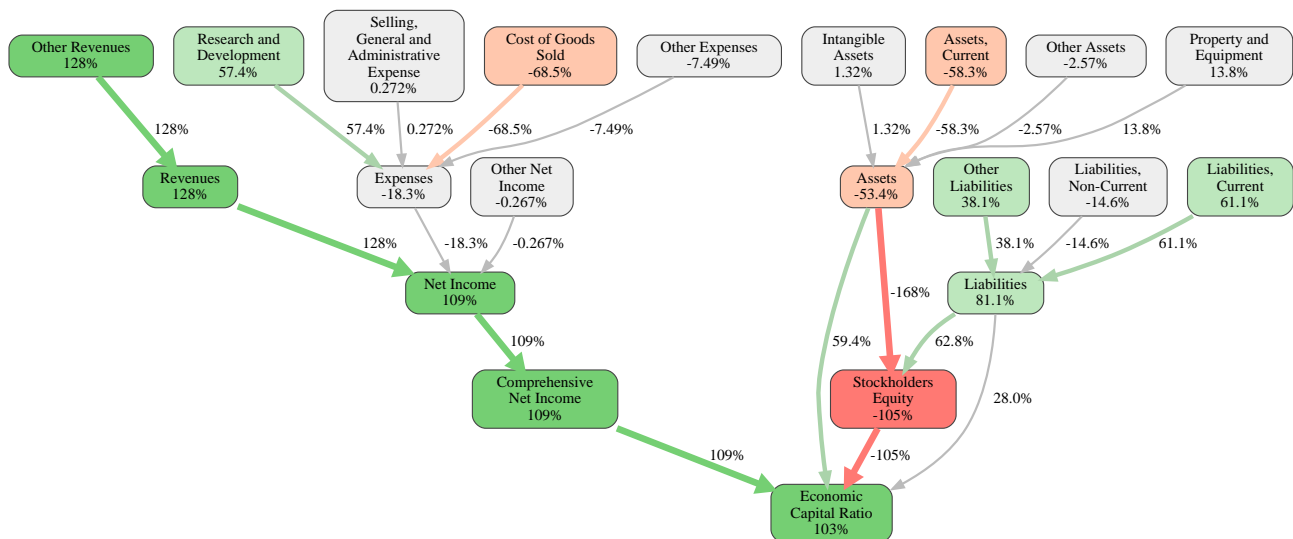 Other Revenues
128%
Research and
Development
57.4%
Selling,
General and
Administrative
Expense
0.272%
Cost of Goods
Sold
-68.5%
Other Expenses
-7.49%
Intangible
Assets
1.32%
Assets,
Current
-58.3%
Other Assets
-2.57%
Property and
Equipment
13.8%
128%
57.4%
0.272%
-68.5%
-7.49%
1.32%
-58.3%
-2.57%
13.8%
Revenues
128%
Expenses
-18.3%
Other Net
Income
-0.267%
Assets
-53.4%
Other
Liabilities
38.1%
Liabilities,
Non-Current
-14.6%
Liabilities,
Current
61.1%
128%
-18.3%
-0.267%
38.1%
-14.6%
61.1%
Net Income
109%
-168%
Liabilities
81.1%
109%
59.4%
62.8%
Comprehensive
Net Income
109%
Stockholders
Equity
-105%
28.0%
109%
-105%
Economic
Capital Ratio
103%